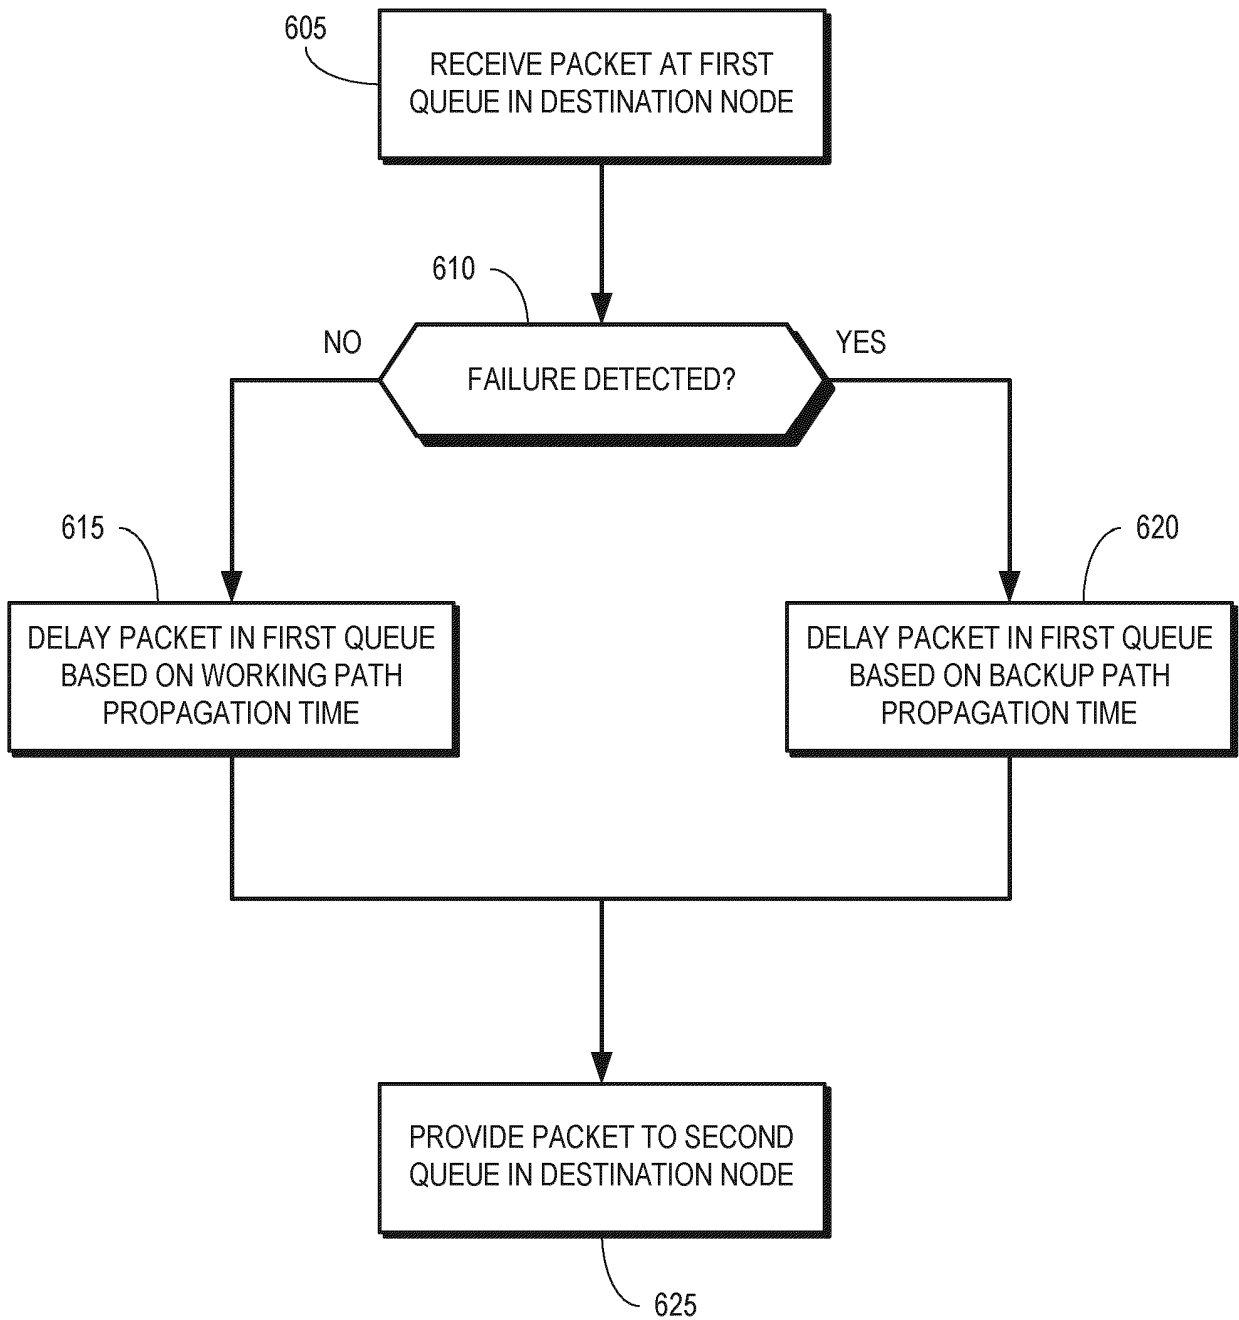 605
RECEIVE PACKET AT FIRST
QUEUE IN DESTINATION NODE
610
NO
YES
FAILURE DETECTED?
615
620
DELAY PACKET IN FIRST QUEUE
BASED ON WORKING PATH
PROPAGATION TIME
DELAY PACKET IN FIRST QUEUE
BASED ON BACKUP PATH
PROPAGATION TIME
PROVIDE PACKET TO SECOND
QUEUE IN DESTINATION NODE
625